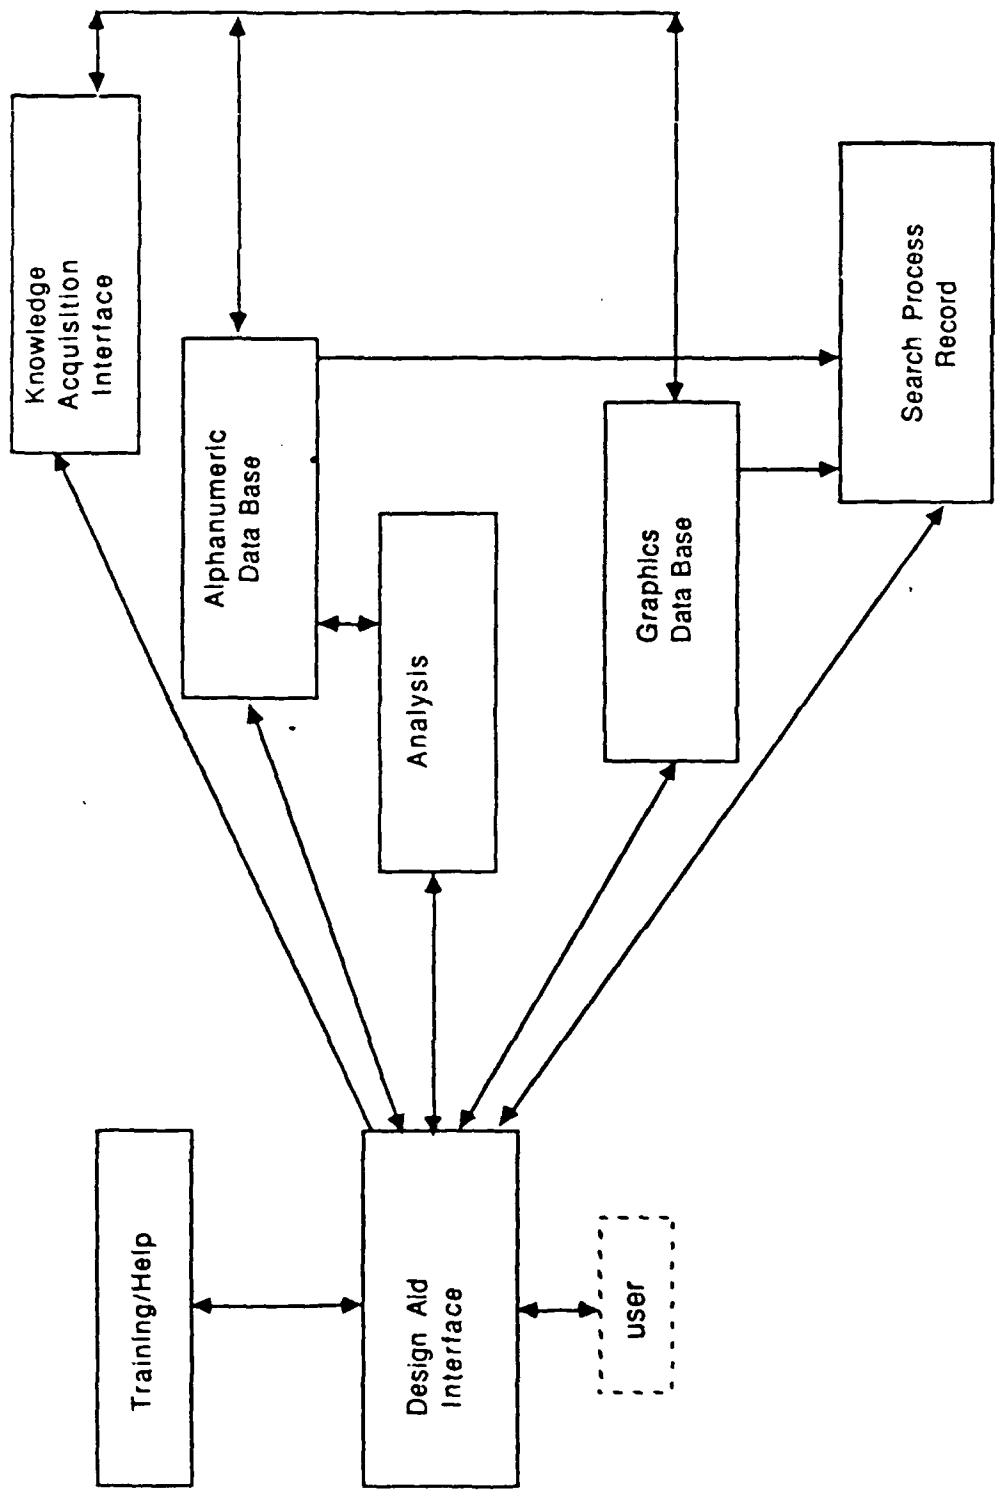 Knowledge
Acquisition
Interface
Alphanumeric
Data Base
Analysis
Graphics
Data Base
Search Process
Record
Training/Help
Design Aid
Interface
user